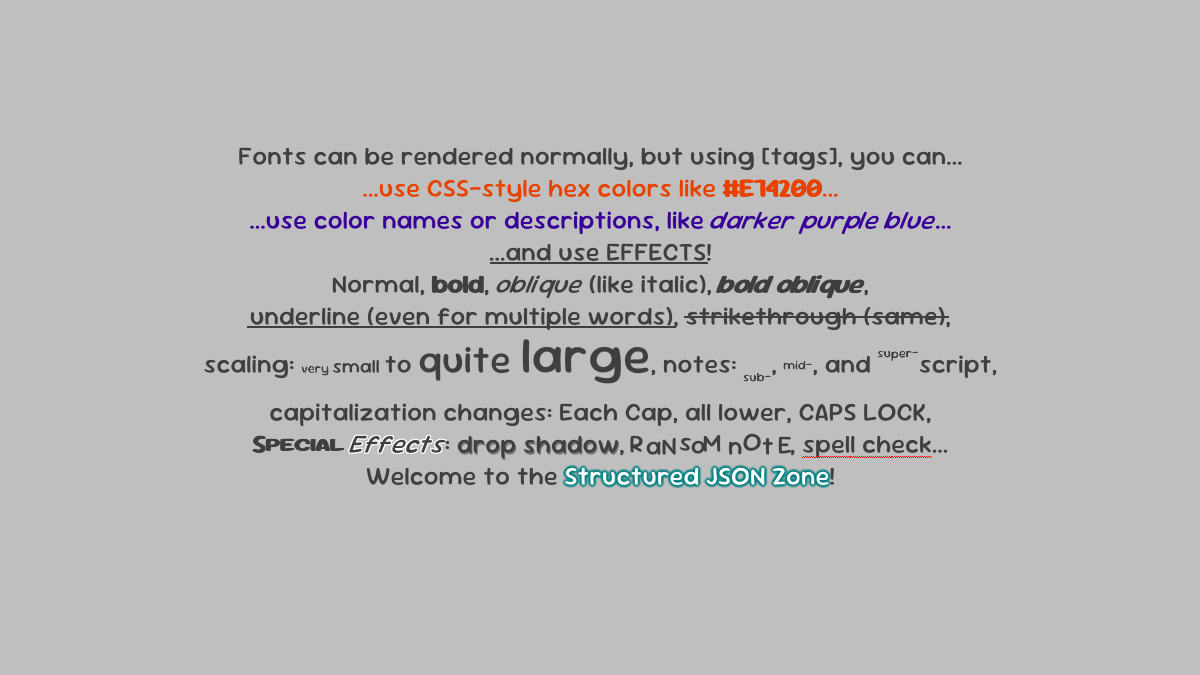 Fonts can be rendered normally, but using [tags], you can...
...use CSS-style hex colors like #E74200...
...use color names or descriptions, like darker purple blue...
...and use EFFECTS!
Normal, bold, oblique (like italic), bold oblique,
underline (even for multiple words), strikethrough (same),
scaling: very small to quite large, notes: sub-, mid-, and super-script,
capitalization changes: Each Cap, all lower, CAPS LOCK,
Special Effects: drop shadow, RaNsoM nOtE, spell check...
Welcome to the Structured JSON Zone!